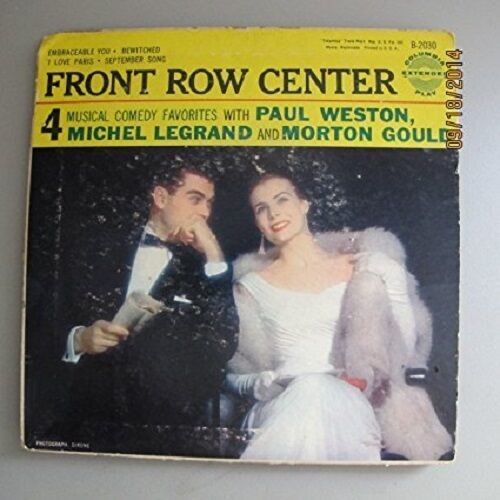 EMBRACEABLE YOU • BEWITCHED
I LOVE PARIS • SEPTEMBER SONG
B-2030
COLUMBIA
EXTENDED
PLAY
FRONT ROW CENTER
4 MUSICAL COMEDY FAVORITES WITH PAUL WESTON,
MICHEL LEGRAND AND MORTON GOULD
PHOTOGRAPH,
09/18/2014